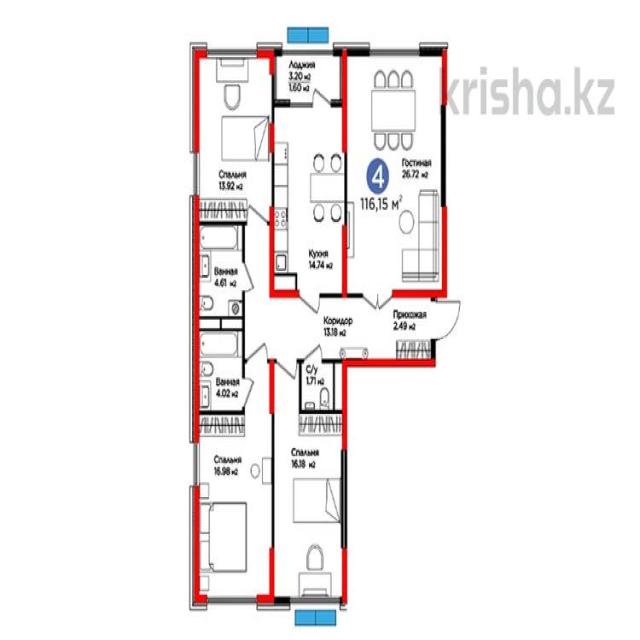 krisha.kz
Лоджия
3.20 м2
1.60 м2
Спальня
13.92 м2
Гостиная
26.72 м2
4
116,15 м²
Кухня
14.74 м2
Ванная
4.61 м2
Коридор
13.18 м2
Прихожая
2.49 м2
С/у
1.71 м2
Ванная
4.02 м2
Спальня
16.98 м2
Спальня
16.18 м2